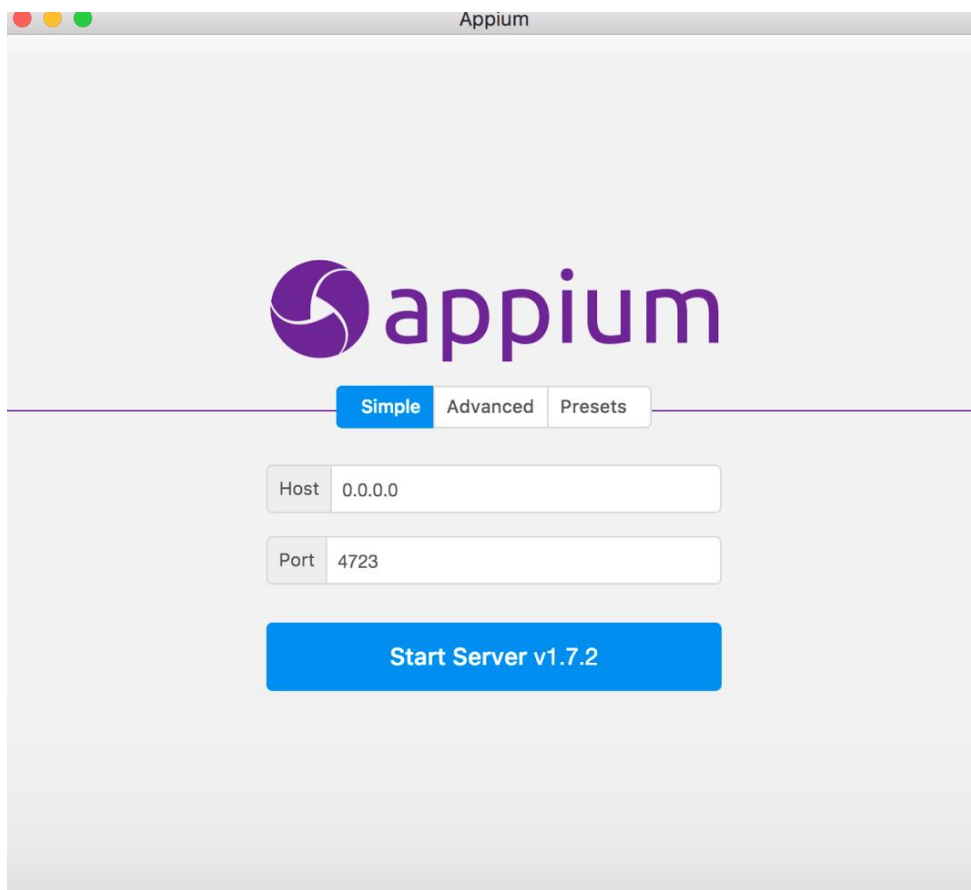 Appium
appium
Simple Advanced Presets
Host 0.0.0.0
Port 4723
Start Server v1.7.2